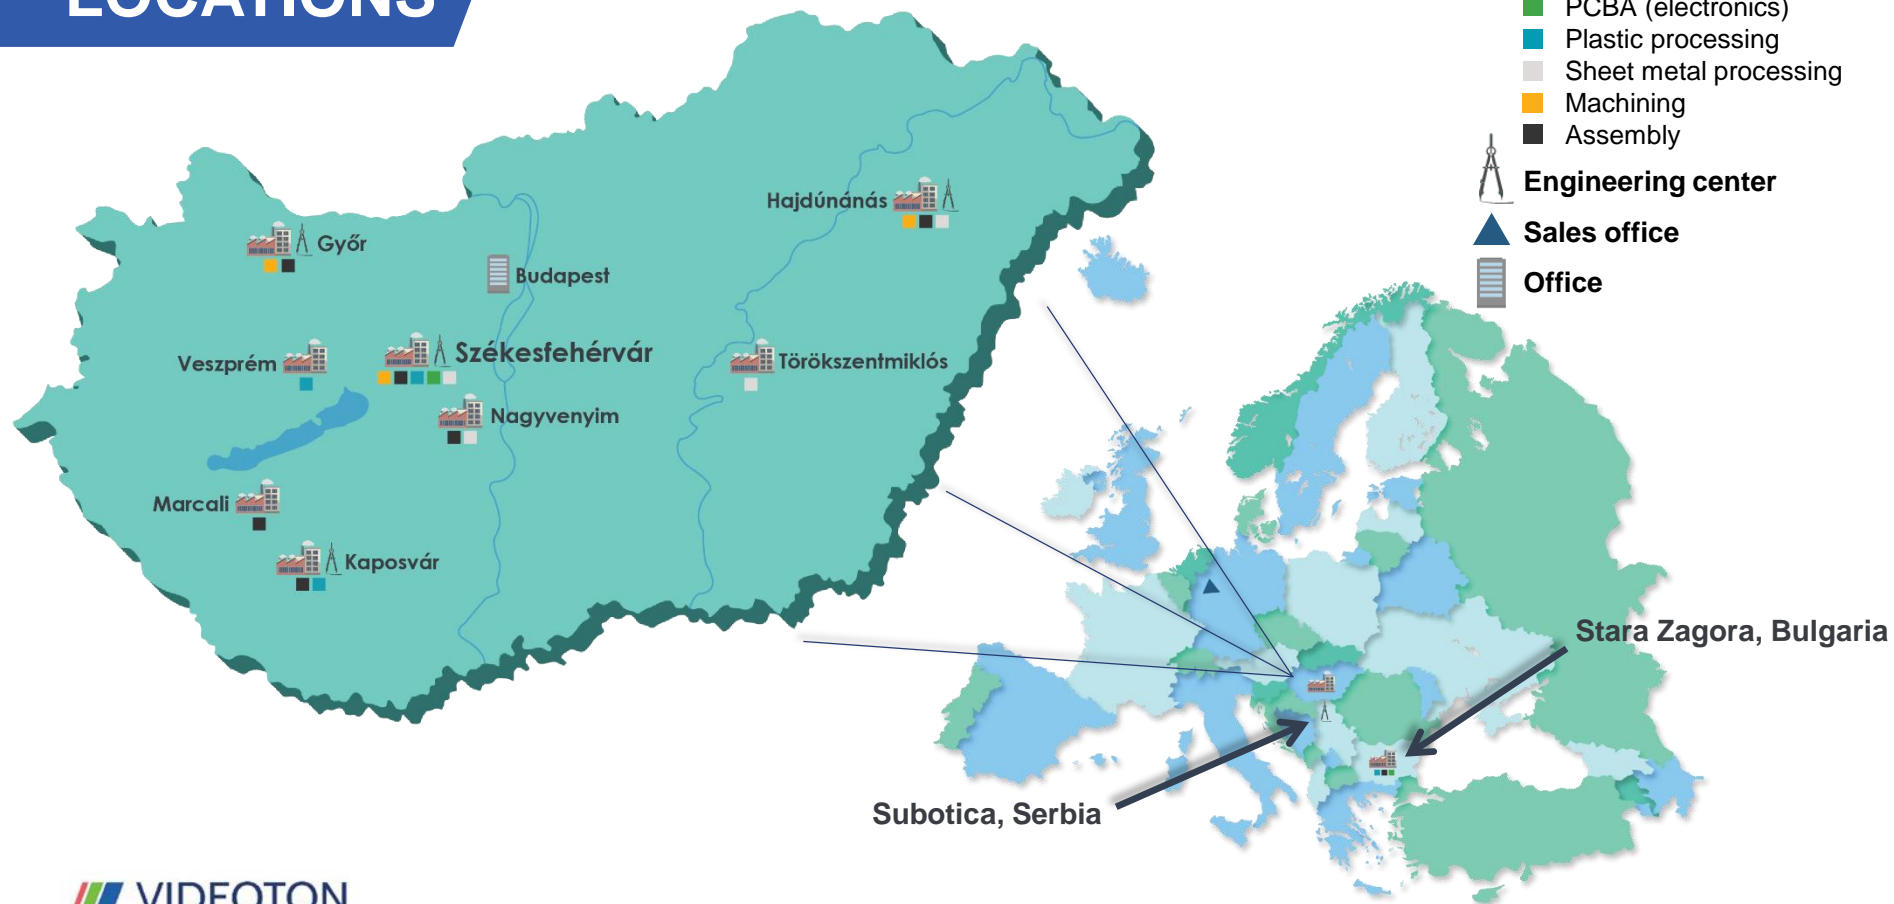 LOCATIONS
PCBA (electronics)
Plastic processing
Sheet metal processing
Machining
Assembly
Engineering center
Sales office
Office
Hajdúnánás
Győr
Budapest
Veszprém
Székesfehérvár
Törökszentmiklós
Nagyvenyim
Marcali
Kaposvár
Stara Zagora, Bulgaria
Subotica, Serbia
VIDEOTON